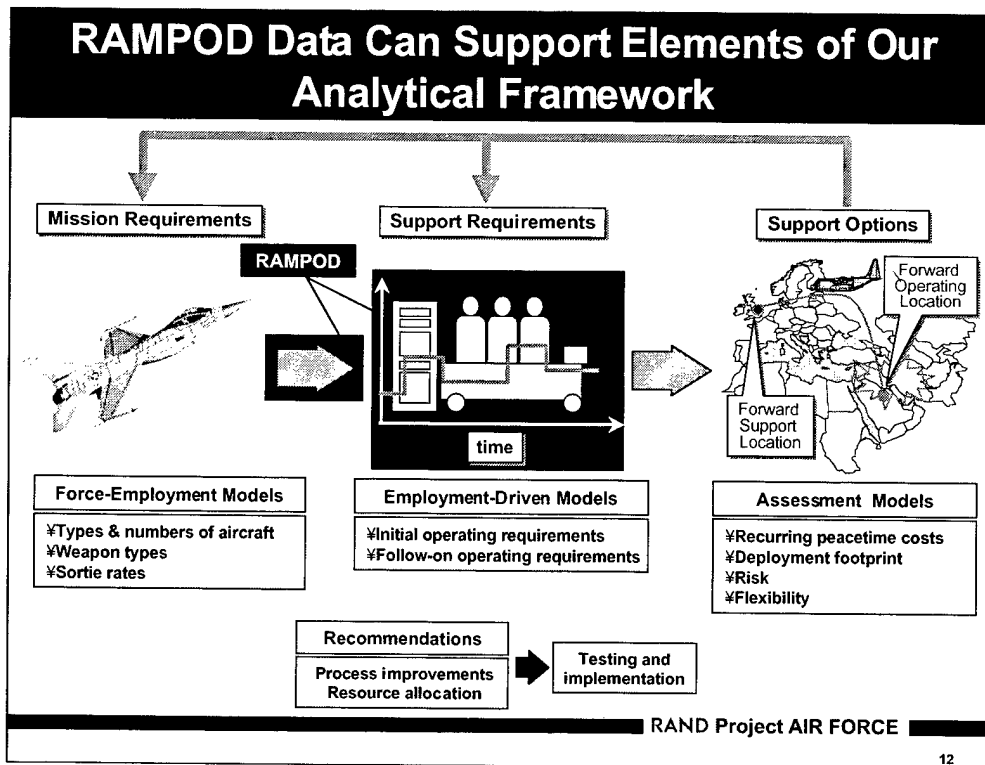 RAMPOD Data Can Support Elements of Our
Analytical Framework
Mission Requirements
Support Requirements
Support Options
RAMPOD
Forward
Operating
Location
Forward
Support
Location
time
Force-Employment Models
¥Types & numbers of aircraft
¥Weapon types
¥Sortie rates
Employment-Driven Models
¥Initial operating requirements
¥Follow-on operating requirements
Assessment Models
¥Recurring peacetime costs
¥Deployment footprint
¥Risk
¥Flexibility
Recommendations
Process improvements
Resource allocation
Testing and
implementation
RAND Project AIR FORCE
12